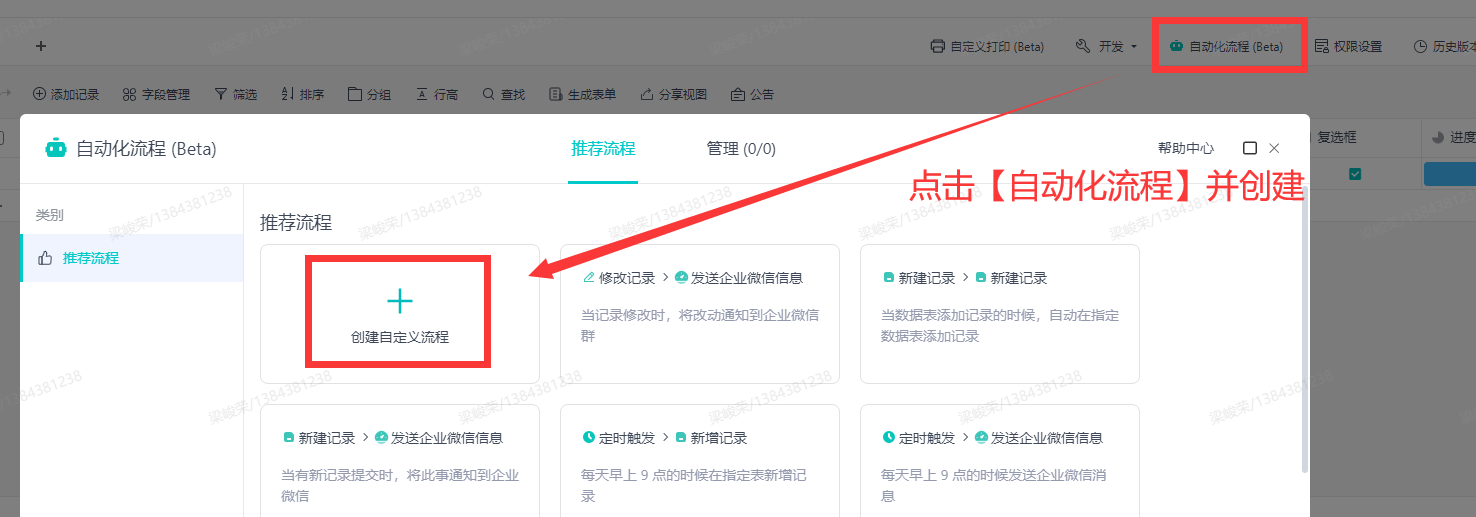 自定义打印 (Beta)
开发
自动化流程 (Beta)
权限设置
历史版本
添加记录
字段管理
筛选
排序
分组
行高
查找
生成表单
分享视图
公告
自动化流程 (Beta)
推荐流程
管理 (0/0)
帮助中心
复选框
进度
点击【自动化流程】并创建
类别
推荐流程
推荐流程
创建自定义流程
修改记录 > 发送企业微信信息
当记录修改时，将改动通知到企业微信
群
新建记录 > 新建记录
当数据表添加记录的时候，自动在指定
数据表添加记录
新建记录 > 发送企业微信信息
当有新记录提交时，将此事通知到企业
微信
定时触发 > 新增记录
每天早上 9 点的时候在指定表新增记
录
定时触发 > 发送企业微信信息
每天早上 9 点的时候发送企业微信消
息
梁峻荣/1384381238